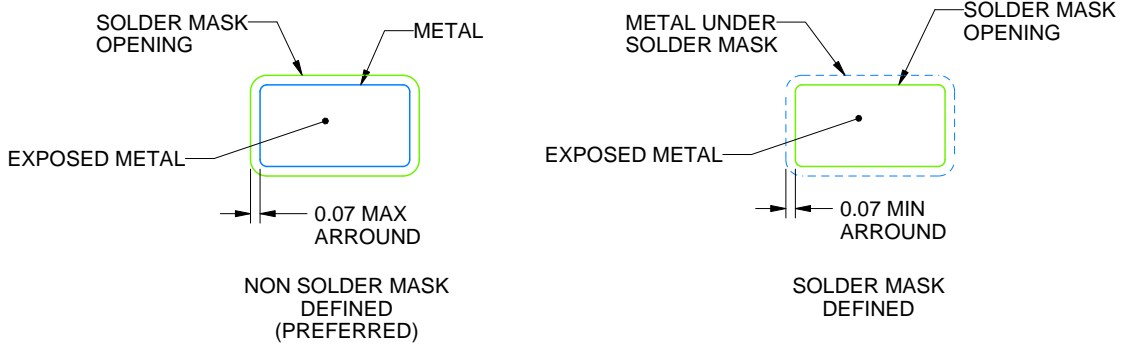 SOLDER MASK
OPENING
METAL
EXPOSED METAL
0.07 MAX
ARROUND
NON SOLDER MASK
DEFINED
(PREFERRED)
METAL UNDER
SOLDER MASK
SOLDER MASK
OPENING
EXPOSED METAL
0.07 MIN
ARROUND
SOLDER MASK
DEFINED